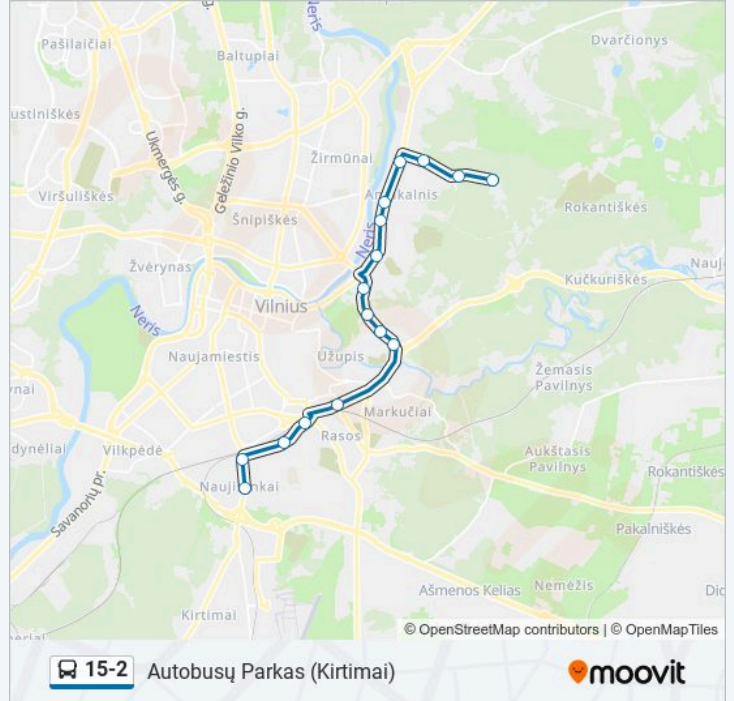 Pašilaičiai
Baltupiai
Neris
Dvarčionys
ustiniškės
Ukmergės g.
Geležinio Vilko g.
Žirmūnai
Viršuliškės
Šnipiškės
Neris
Rokantiškės
Žvėrynas
Kučkuriškės
Nauj
Neris
Vilnius
Naujamiestis
Užupis
Žemasis
Pavilnys
Markučiai
Rasos
Vilkpėdė
Aukštasis
Pavilnys
Rokantiškės
Savanorių pr.
Pakalniškės
Ašmenos Kelias
Nemėžis
Kirtimai
© OpenStreetMap contributors | © OpenMapTiles
15-2 Autobusų Parkas (Kirtimai)
moovit